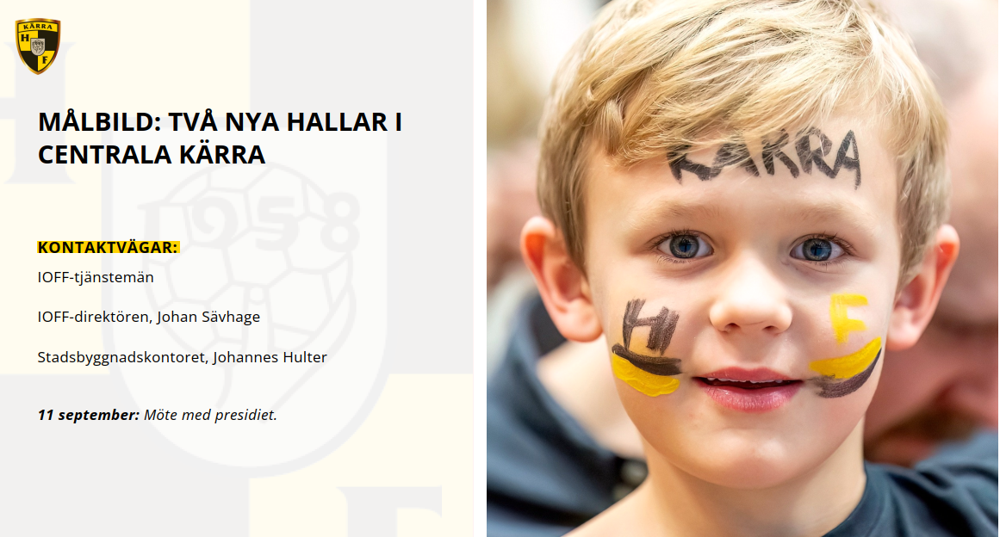 KÄRRA
H
F
MÅLBILD: TVÅ NYA HALLAR I
CENTRALA KÄRRA
1958
KONTAKTVÄGAR:
IOFF-tjänstemän
IOFF-direktören, Johan Sävhage
Stadsbyggnadskontoret, Johannes Hulter
11 september: Möte med presidiet.
H
F
KÄRRA
H
F